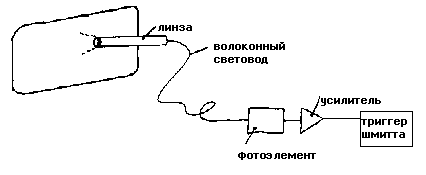 линза
волоконный
световод
усилитель
триггер
шмитта
фотоэлемент